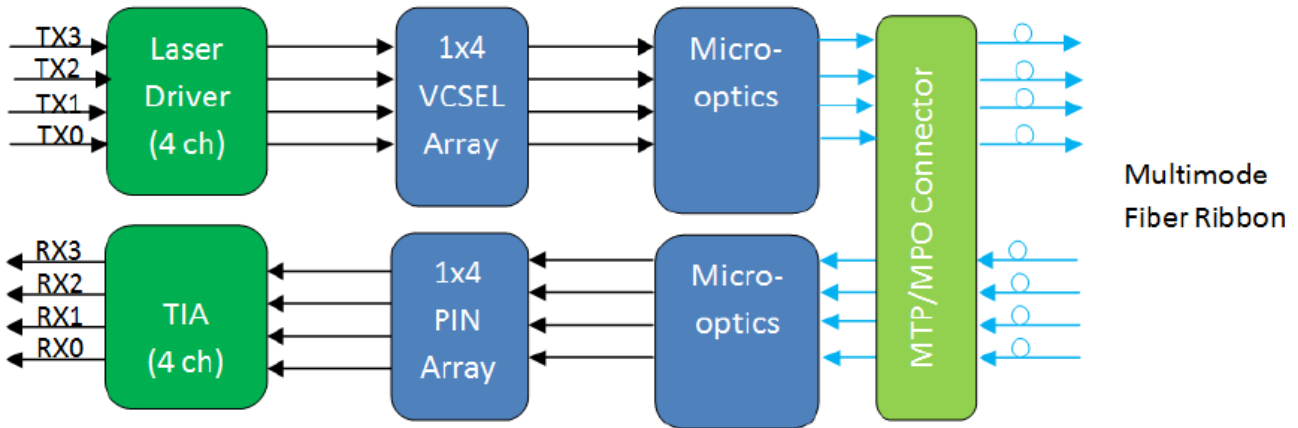 TX3
TX2
TX1
TX0
Laser
Driver
(4 ch)
1x4
VCSEL
Array
Micro-
optics
MTP/MPO Connector
Multimode
Fiber Ribbon
RX3
RX2
RX1
RX0
TIA
(4 ch)
1x4
PIN
Array
Micro-
optics